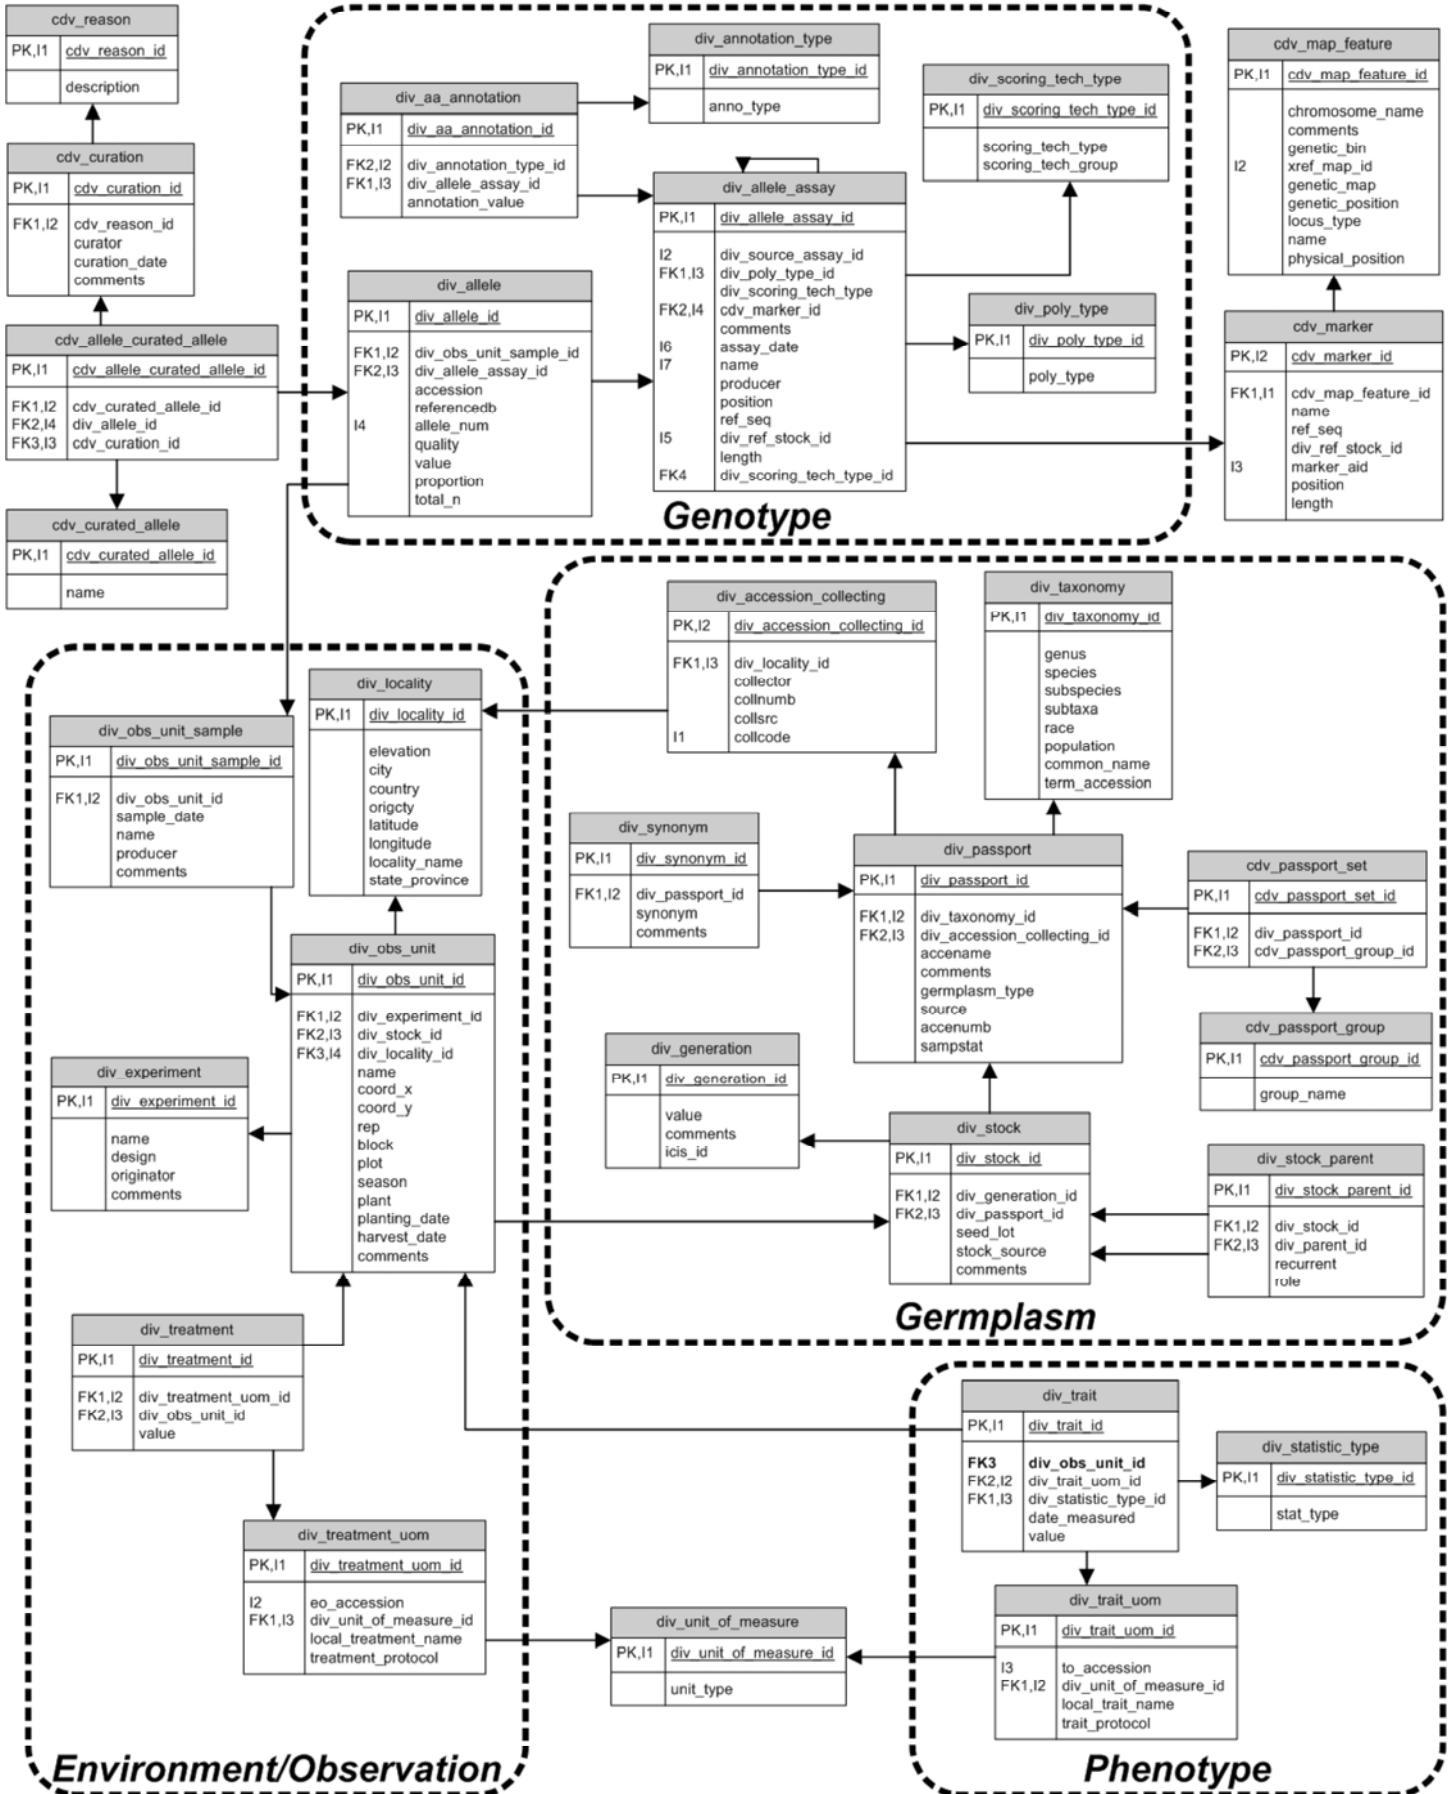 cdv_reason
PK,I1 cdv_reason_id
description
cdv_curation
PK,I1 cdv_curation_id
FK1,I2 cdv_reason_id
curator
curation_date
comments
cdv_allele_curated_allele
PK,I1 cdv_allele_curated_allele_id
FK1,I2 cdv_curated_allele_id
FK2,I4 div_allele_id
FK3,I3 cdv_curation_id
cdv_curated_allele
PK,I1 cdv_curated_allele_id
name
div_annotation_type
PK,I1 div_annotation_type_id
anno_type
div_aa_annotation
PK,I1 div_aa_annotation_id
FK2,I2 div_annotation_type_id
FK1,I3 div_allele_assay_id
annotation_value
div_scoring_tech_type
PK,I1 div_scoring_tech_type_id
scoring_tech_type
scoring_tech_group
div_allele_assay
PK,I1 div_allele_assay_id
I2 div_source_assay_id
FK1,I3 div_poly_type_id
div_scoring_tech_type
FK2,I4 cdv_marker_id
comments
I6 assay_date
I7 name
producer
position
ref_seq
I5 div_ref_stock_id
length
FK4 div_scoring_tech_type_id
div_allele
PK,I1 div_allele_id
FK1,I2 div_obs_unit_sample_id
FK2,I3 div_allele_assay_id
accession
referencedb
I4 allele_num
quality
value
proportion
total_n
div_poly_type
PK,I1 div_poly_type_id
poly_type
Genotype
cdv_map_feature
PK,I1 cdv_map_feature_id
chromosome_name
comments
genetic_bin
I2 xref_map_id
genetic_map
genetic_position
locus_type
name
physical_position
cdv_marker
PK,I2 cdv_marker_id
FK1,I1 cdv_map_feature_id
name
ref_seq
div_ref_stock_id
I3 marker_aid
position
length
div_accession_collecting
PK,I2 div_accession_collecting_id
FK1,I3 div_locality_id
collector
collnumb
collsrc
I1 collcode
div_taxonomy
PK,I1 div_taxonomy_id
genus
species
subspecies
subtaxa
race
population
common_name
term_accession
div_synonym
PK,I1 div_synonym_id
FK1,I2 div_passport_id
synonym
comments
div_passport
PK,I1 div_passport_id
FK1,I2 div_taxonomy_id
FK2,I3 div_accession_collecting_id
accename
comments
germplasm_type
source
accenumb
sampstat
cdv_passport_set
PK,I1 cdv_passport_set_id
FK1,I2 div_passport_id
FK2,I3 cdv_passport_group_id
cdv_passport_group
PK,I1 cdv_passport_group_id
group_name
div_generation
PK,I1 div_generation_id
value
comments
icis_id
div_stock
PK,I1 div_stock_id
FK1,I2 div_generation_id
FK2,I3 div_passport_id
seed_lot
stock_source
comments
div_stock_parent
PK,I1 div_stock_parent_id
FK1,I2 div_stock_id
FK2,I3 div_parent_id
recurrent
role
Germplasm
div_locality
PK,I1 div_locality_id
elevation
city
country
origcty
latitude
longitude
locality_name
state_province
div_obs_unit_sample
PK,I1 div_obs_unit_sample_id
FK1,I2 div_obs_unit_id
sample_date
name
producer
comments
div_obs_unit
PK,I1 div_obs_unit_id
FK1,I2 div_experiment_id
FK2,I3 div_stock_id
FK3,I4 div_locality_id
name
coord_x
coord_y
rep
block
plot
season
plant
planting_date
harvest_date
comments
div_experiment
PK,I1 div_experiment_id
name
design
originator
comments
div_treatment
PK,I1 div_treatment_id
FK1,I2 div_treatment_uom_id
FK2,I3 div_obs_unit_id
value
div_treatment_uom
PK,I1 div_treatment_uom_id
I2 eo_accession
FK1,I3 div_unit_of_measure_id
local_treatment_name
treatment_protocol
Environment/Observation
div_unit_of_measure
PK,I1 div_unit_of_measure_id
unit_type
div_trait
PK,I1 div_trait_id
FK3 div_obs_unit_id
FK2,I2 div_trait_uom_id
FK1,I3 div_statistic_type_id
date_measured
value
div_statistic_type
PK,I1 div_statistic_type_id
stat_type
div_trait_uom
PK,I1 div_trait_uom_id
I3 to_accession
FK1,I2 div_unit_of_measure_id
local_trait_name
trait_protocol
Phenotype